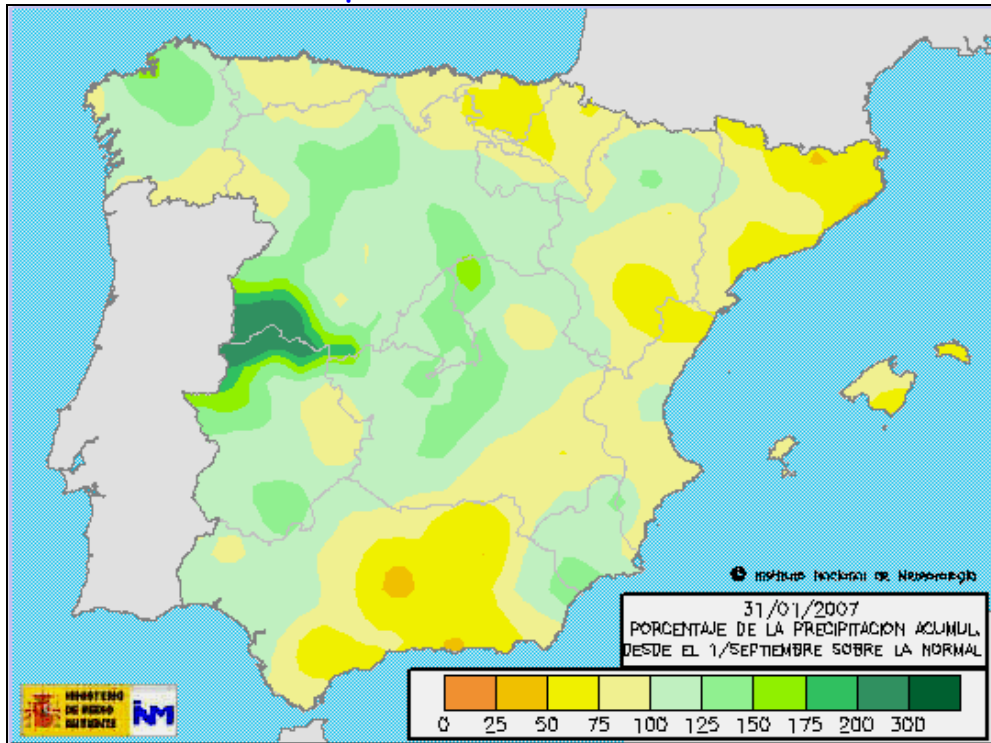 © Instituto Nacional de Meteorología
31/01/2007
PORCENTAJE DE LA PRECIPITACION ACUMUL.
DESDE EL 1/SEPTIEMBRE SOBRE LA NORMAL
MINISTERIO
DE MEDIO
AMBIENTE
INM
0 25 50 75 100 125 150 175 200 300